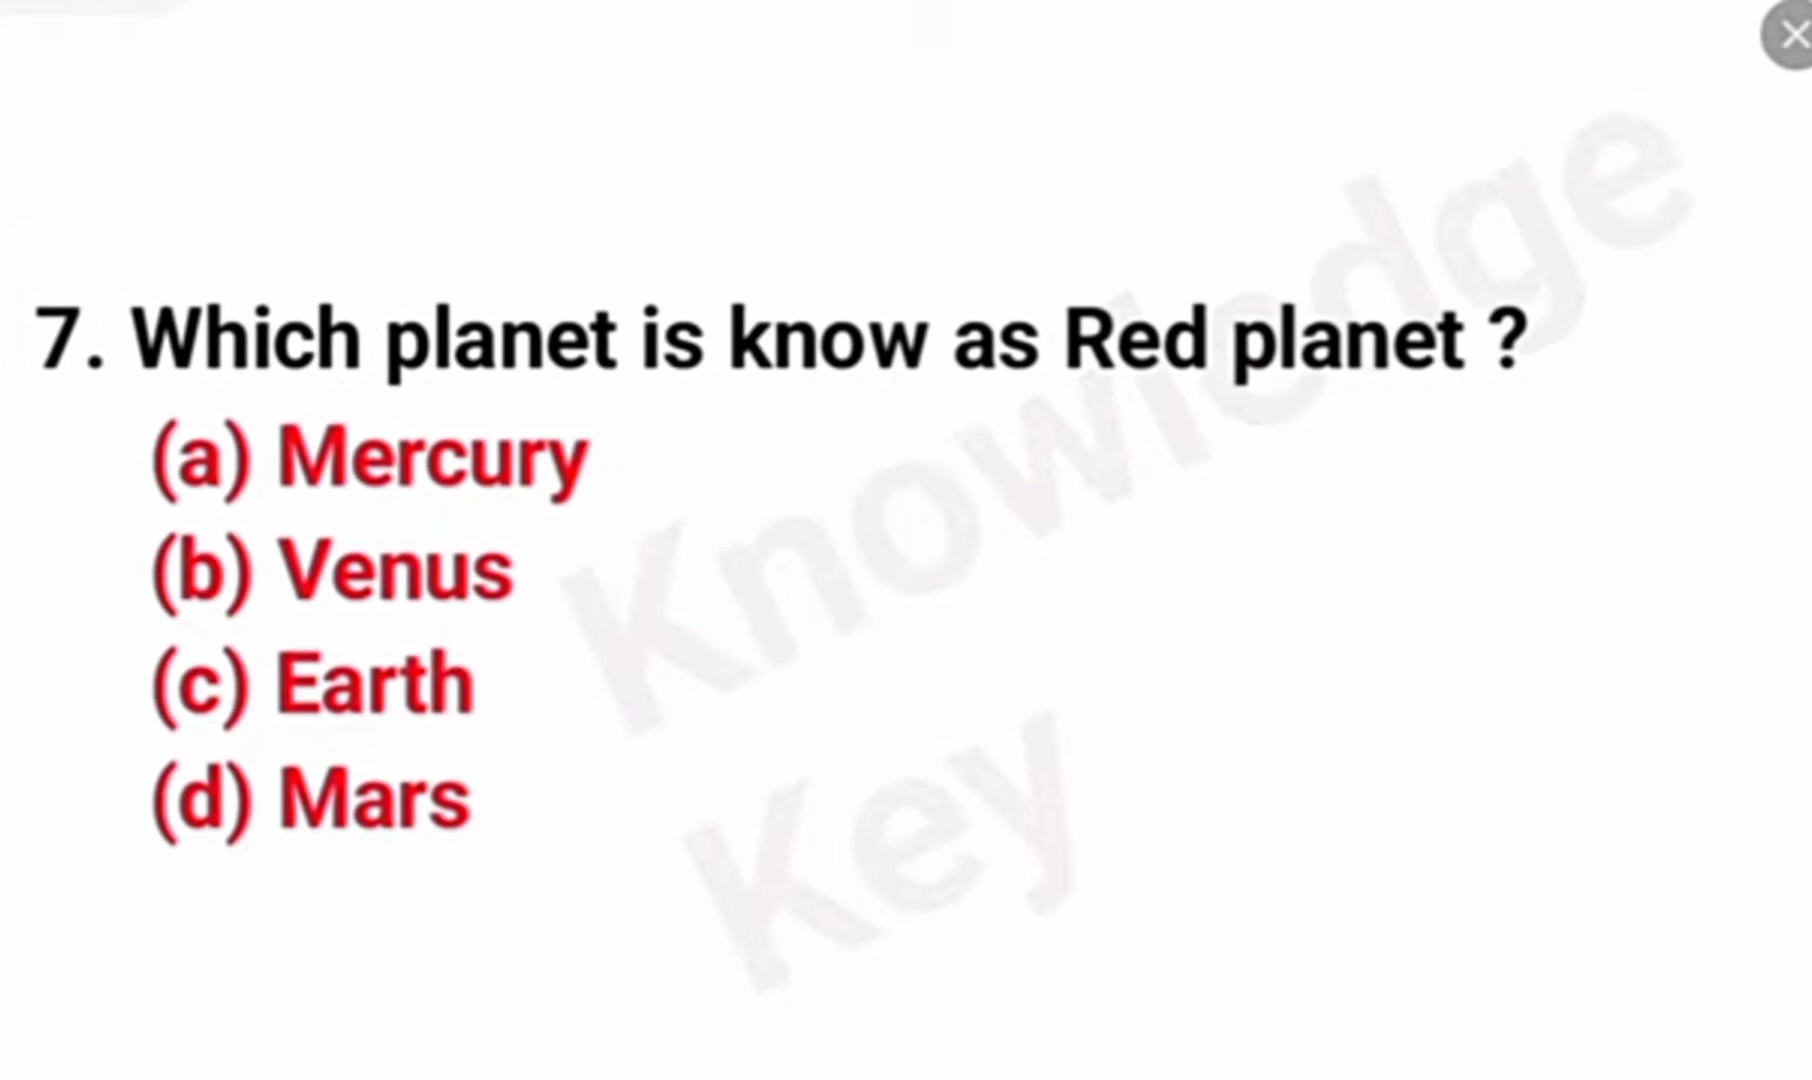 7. Which planet is know as Red planet ?
(a) Mercury
(b) Venus
(c) Earth
(d) Mars
Knowledge
Key